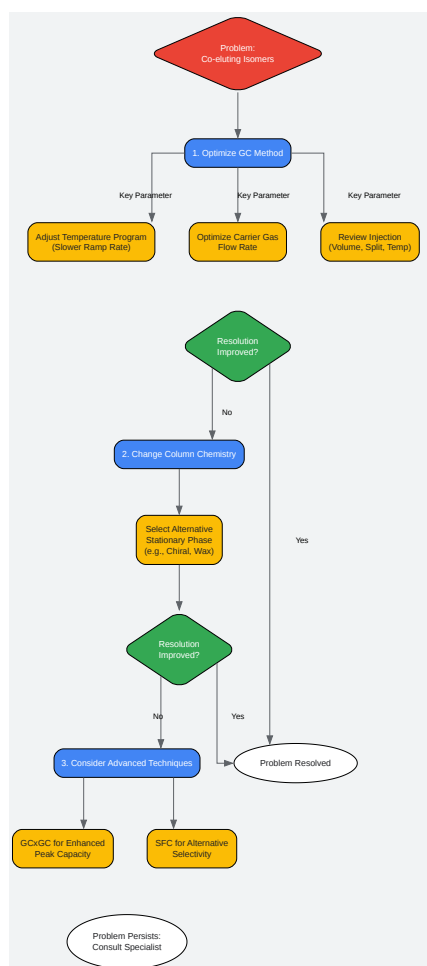 Problem:
Co-eluting Isomers
1. Optimize GC Method
Key Parameter
Key Parameter
Key Parameter
Adjust Temperature Program
(Slower Ramp Rate)
Optimize Carrier Gas
Flow Rate
Review Injection
(Volume, Split, Temp)
Resolution
Improved?
No
2. Change Column Chemistry
Select Alternative
Stationary Phase
(e.g., Chiral, Wax)
Yes
Resolution
Improved?
No
Yes
3. Consider Advanced Techniques
Problem Resolved
GCxGC for Enhanced
Peak Capacity
SFC for Alternative
Selectivity
Problem Persists:
Consult Specialist